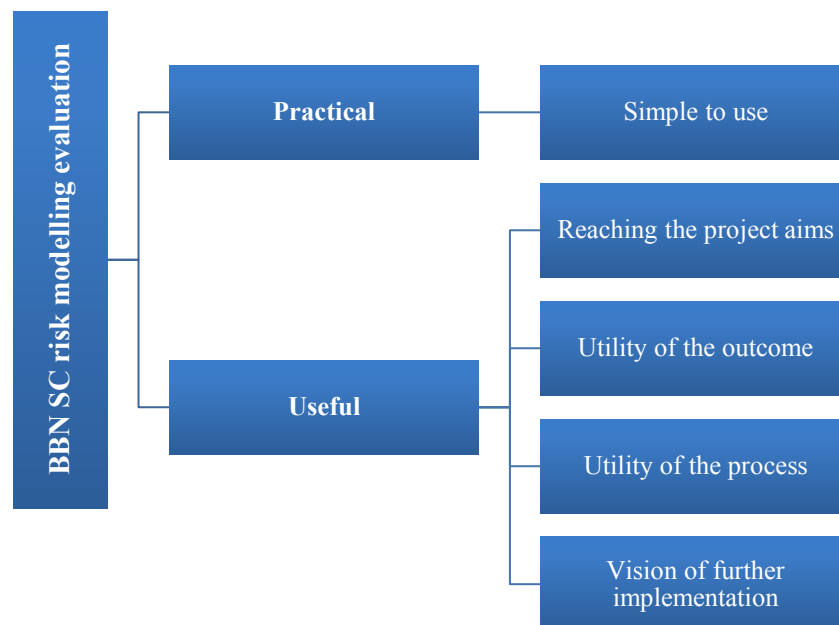 BBN SC risk modelling evaluation
Practical
Simple to use
Reaching the project aims
Utility of the outcome
Useful
Utility of the process
Vision of further
implementation